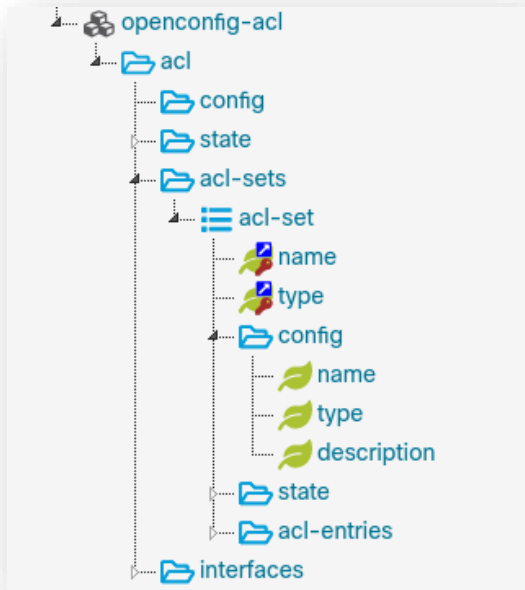 openconfig-acl
acl
config
state
acl-sets
acl-set
name
type
config
name
type
description
state
acl-entries
interfaces